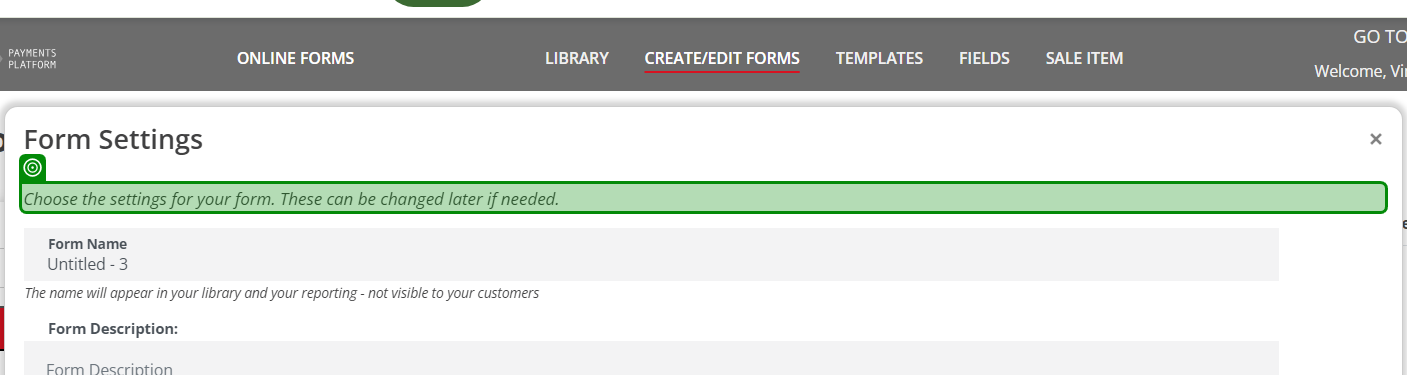 PAYMENTS
PLATFORM
ONLINE FORMS
LIBRARY
CREATE/EDIT FORMS
TEMPLATES
FIELDS
SALE ITEM
GO TO
Welcome, Vir
Form Settings
×
Choose the settings for your form. These can be changed later if needed.
Form Name
Untitled - 3
The name will appear in your library and your reporting - not visible to your customers
Form Description:
Form Description